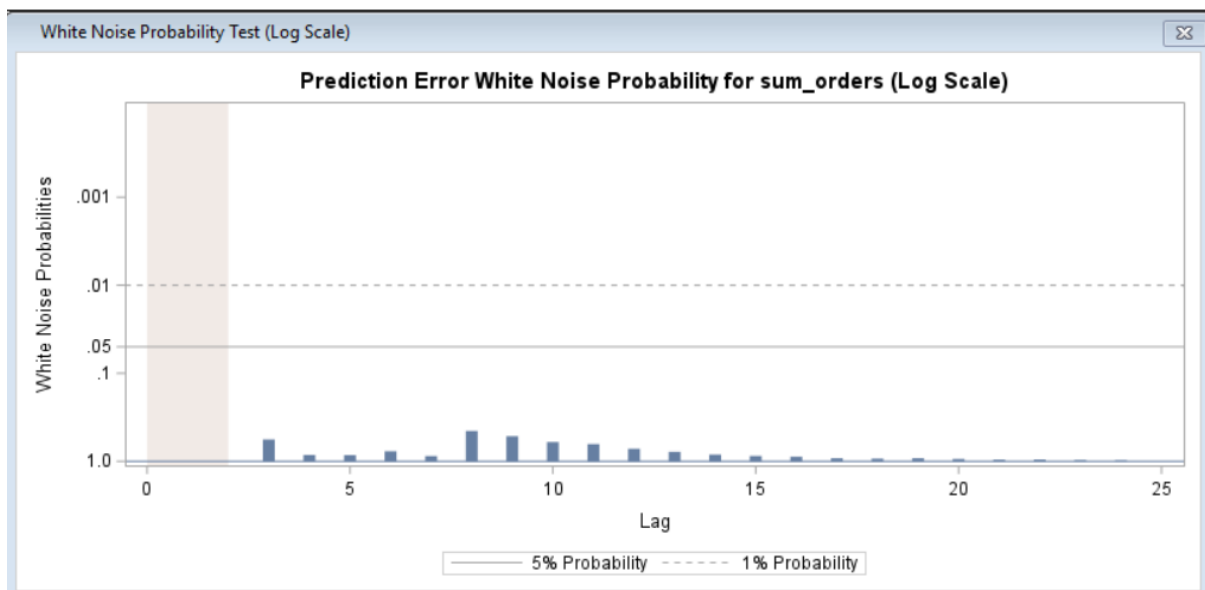 White Noise Probability Test (Log Scale)
Prediction Error White Noise Probability for sum_orders (Log Scale)
White Noise Probabilities
.001
.01
.05
.1
1.0
0 5 10 15 20 25
Lag
5% Probability 1% Probability